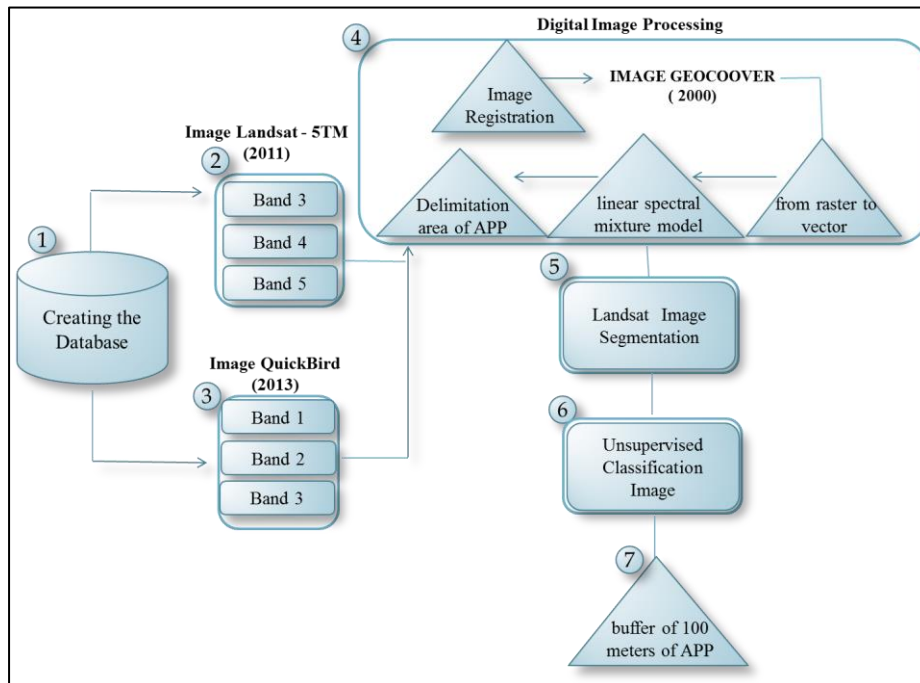 1
Creating the
Database
Image Landsat - 5TM
(2011)
2
Band 3
Band 4
Band 5
Image QuickBird
(2013)
3
Band 1
Band 2
Band 3
Digital Image Processing
4
Image
Registration
IMAGE GEOCOOVER
( 2000)
Delimitation
area of APP
linear spectral
mixture model
from raster to
vector
5
Landsat Image
Segmentation
6
Unsupervised
Classification
Image
7
buffer of 100
meters of APP